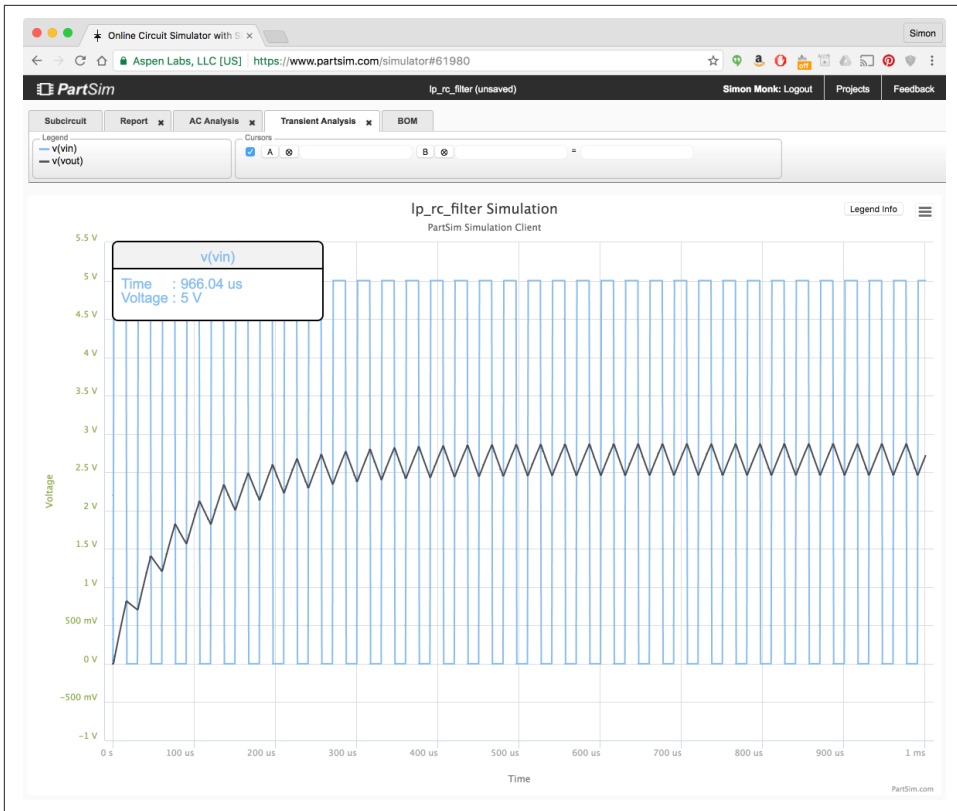 Online Circuit Simulator with S
Simon
Aspen Labs, LLC [US] https://www.partsim.com/simulator#61980
off
PartSim
lp_rc_filter (unsaved)
Simon Monk: Logout
Projects
Feedback
Subcircuit
Report
AC Analysis
Transient Analysis
BOM
Legend
v(vin)
v(vout)
Cursors
A
B
=
lp_rc_filter Simulation
PartSim Simulation Client
Legend Info
v(vin)
Time : 966.04 us
Voltage : 5 V
5.5 V
5 V
4.5 V
4 V
3.5 V
3 V
2.5 V
2 V
1.5 V
1 V
500 mV
0 V
−500 mV
−1 V
Voltage
0 s
100 us
200 us
300 us
400 us
500 us
600 us
700 us
800 us
900 us
1 ms
Time
PartSim.com